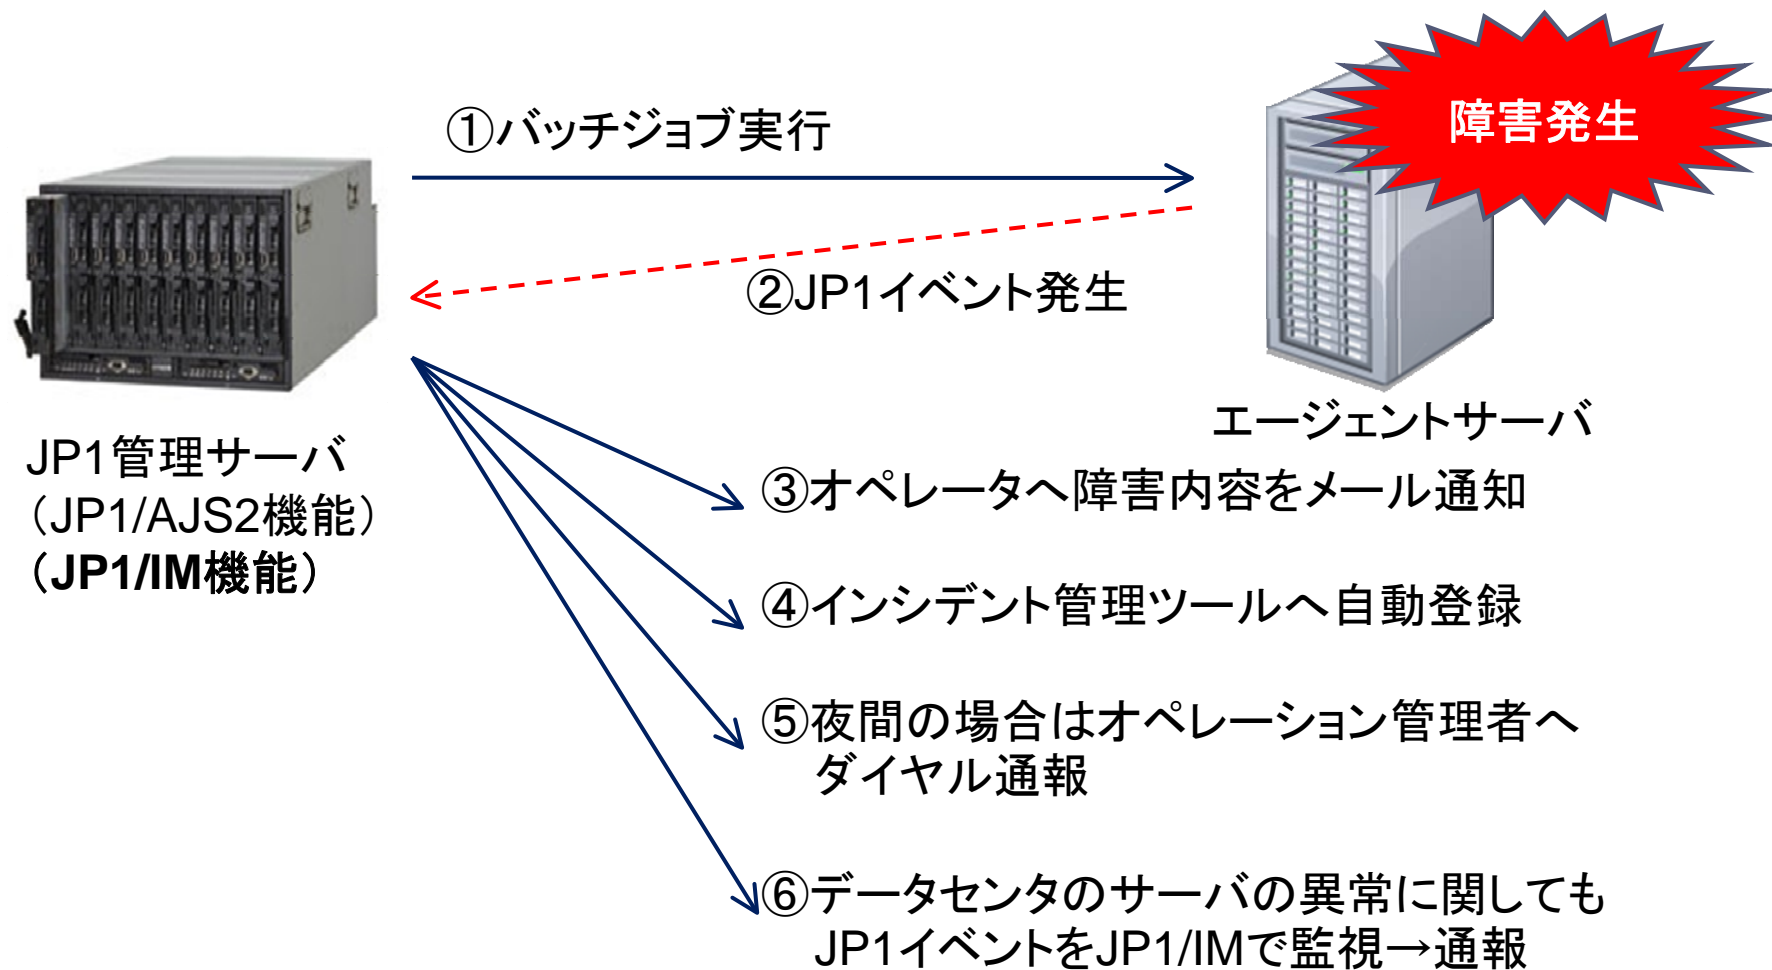 障害発生
①バッチジョブ実行
②JP1イベント発生
エージェントサーバ
JP1管理サーバ
（JP1/AJS2機能）
（JP1/IM機能）
③オペレータへ障害内容をメール通知
④インシデント管理ツールへ自動登録
⑤夜間の場合はオペレーション管理者へ
ダイヤル通報
⑥データセンタのサーバの異常に関しても
JP1イベントをJP1/IMで監視→通報